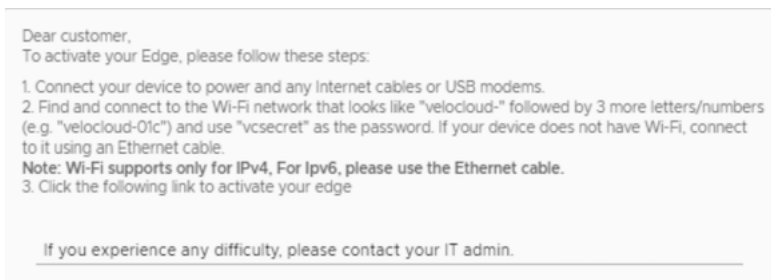 Dear customer,
To activate your Edge, please follow these steps:
1. Connect your device to power and any Internet cables or USB modems.
2. Find and connect to the Wi-Fi network that looks like "velocloud-" followed by 3 more letters/numbers
(e.g. "velocloud-01c") and use "vcsecret" as the password. If your device does not have Wi-Fi, connect
to it using an Ethernet cable.
Note: Wi-Fi supports only for IPv4, For Ipv6, please use the Ethernet cable.
3. Click the following link to activate your edge
If you experience any difficulty, please contact your IT admin.